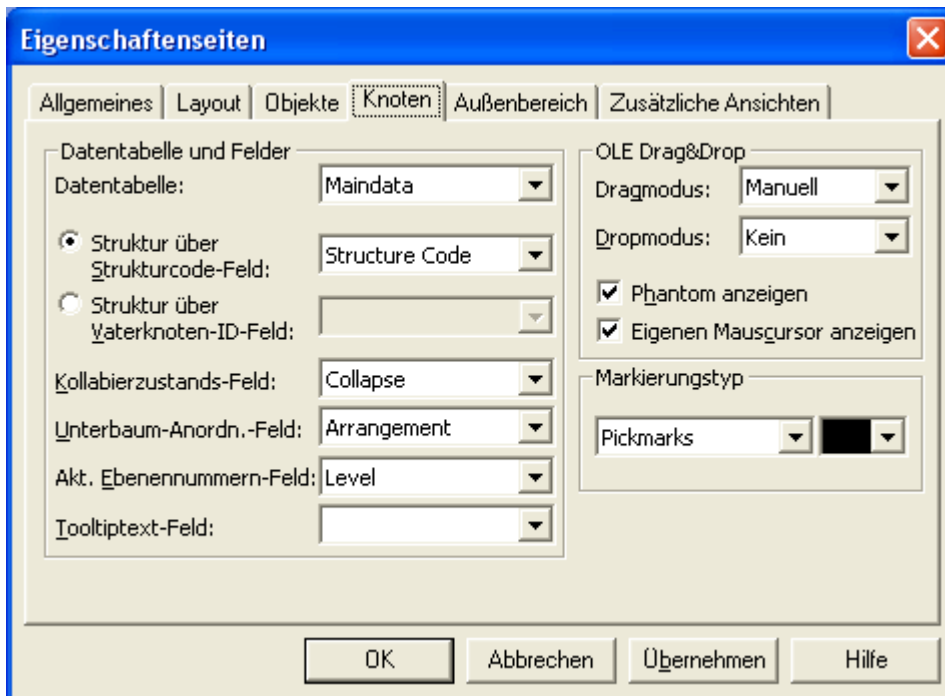 Eigenschaftenseiten
Allgemeines Layout Objekte Knoten Außenbereich Zusätzliche Ansichten
Datentabelle und Felder
Datentabelle: Maindata
Struktur über
Strukturcode-Feld: Structure Code
Struktur über
Vaterknoten-ID-Feld:
Kollabierzustands-Feld: Collapse
Unterbaum-Anordn.-Feld: Arrangement
Akt. Ebenennummern-Feld: Level
Tooltiptext-Feld:
OLE Drag&Drop
Dragmodus: Manuell
Dropmodus: Kein
Phantom anzeigen
Eigenen Mauscursor anzeigen
Markierungstyp
Pickmarks
OK Abbrechen Übernehmen Hilfe